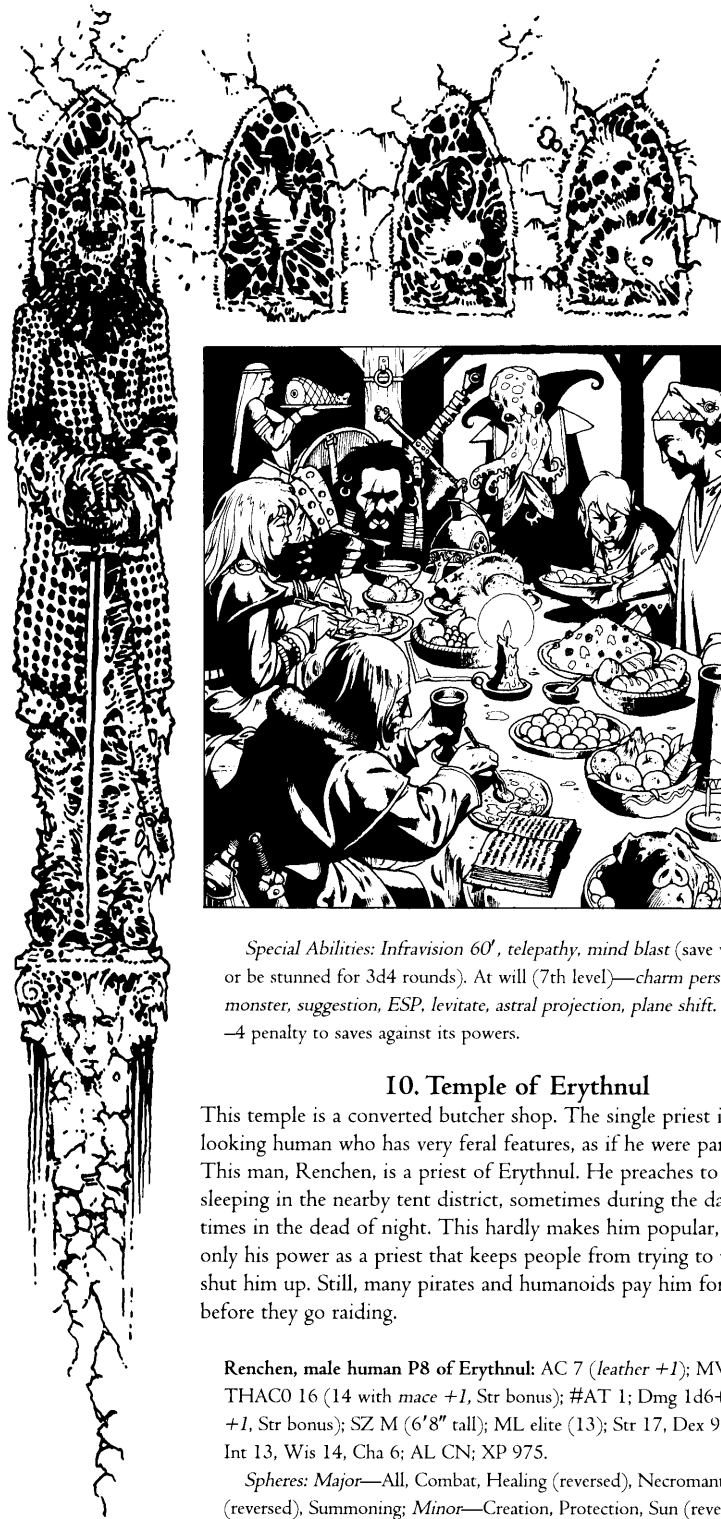 Special Abilities: Infravision 60′, telepathy, mind blast (save
or be stunned for 3d4 rounds). At will (7th level)—charm
monster, suggestion, ESP, levitate, astral projection, plane shift.
–4 penalty to saves against its powers.
10. Temple of Erythnul
This temple is a converted butcher shop. The single priest
looking human who has very feral features, as if he were
This man, Renchen, is a priest of Erythnul. He preaches to
sleeping in the nearby tent district, sometimes during the
times in the dead of night. This hardly makes him popular,
only his power as a priest that keeps people from trying to
shut him up. Still, many pirates and humanoids pay him for
before they go raiding.
Renchen, male human P8 of Erythnul: AC 7 (leather +1);
THAC0 16 (14 with mace +1, Str bonus); #AT 1; Dmg 1d6+
+1, Str bonus); SZ M (6′8″ tall); ML elite (13); Str 17, Dex 9
Int 13, Wis 14, Cha 6; AL CN; XP 975.
Spheres: Major—All, Combat, Healing (reversed),
(reversed), Summoning; Minor—Creation, Protection, Sun